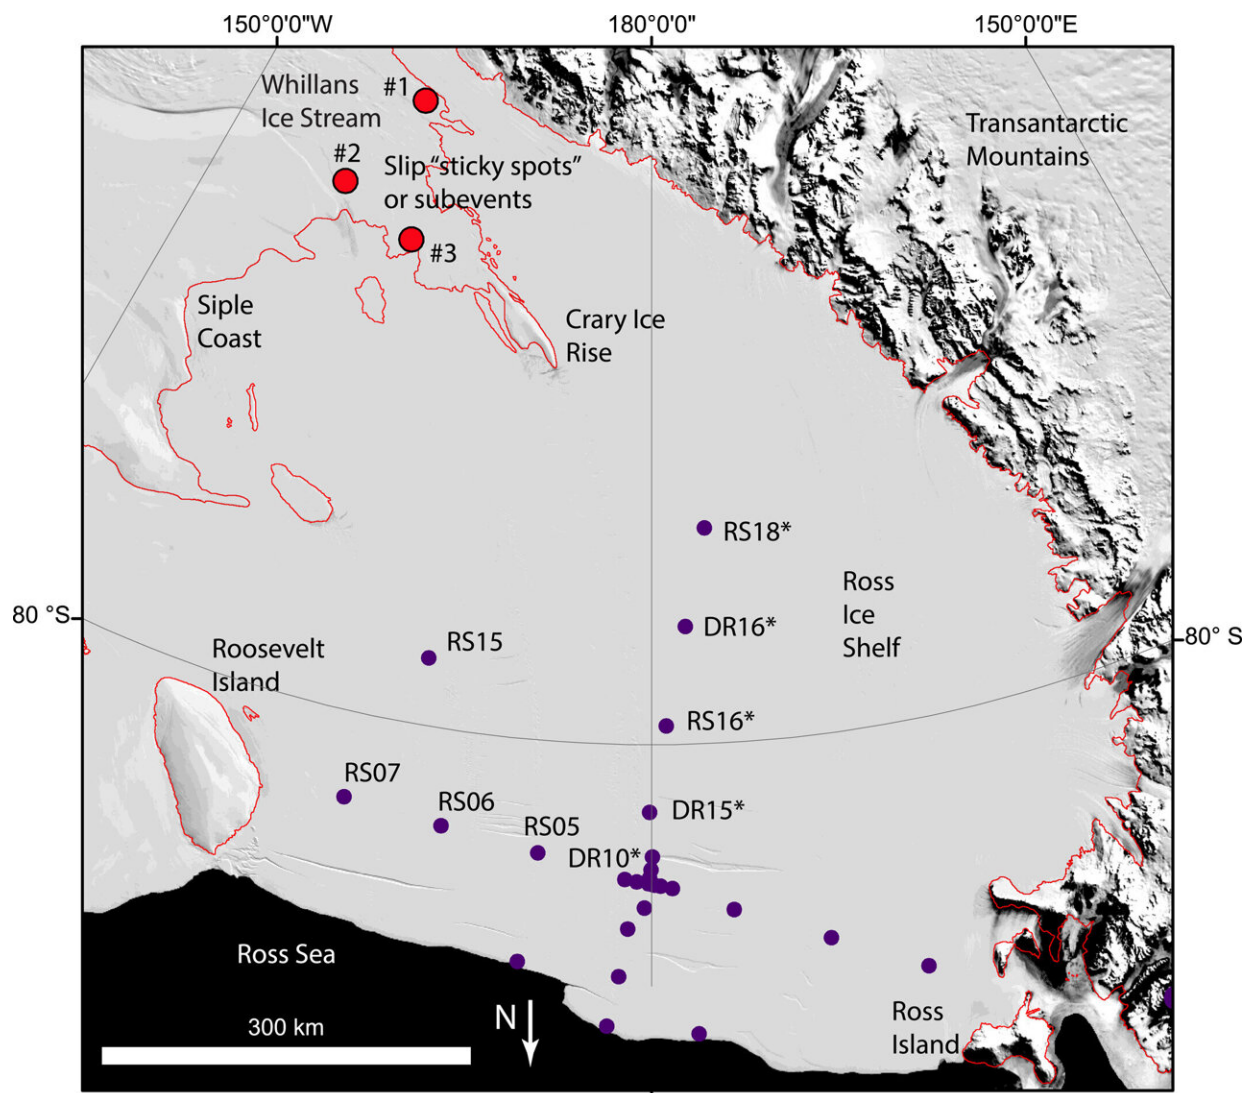 150°0'0"W
180°0'0"
150°0'0"E
Whillans
Ice Stream
#1
#2
Slip “sticky spots”
or subevents
#3
Transantarctic
Mountains
Siple
Coast
Crary Ice
Rise
RS18*
Ross
Ice
Shelf
80 °S
DR16*
80° S
Roosevelt
Island
RS15
RS16*
RS07
RS06
RS05
DR15*
DR10*
Ross Sea
N
Ross
Island
300 km